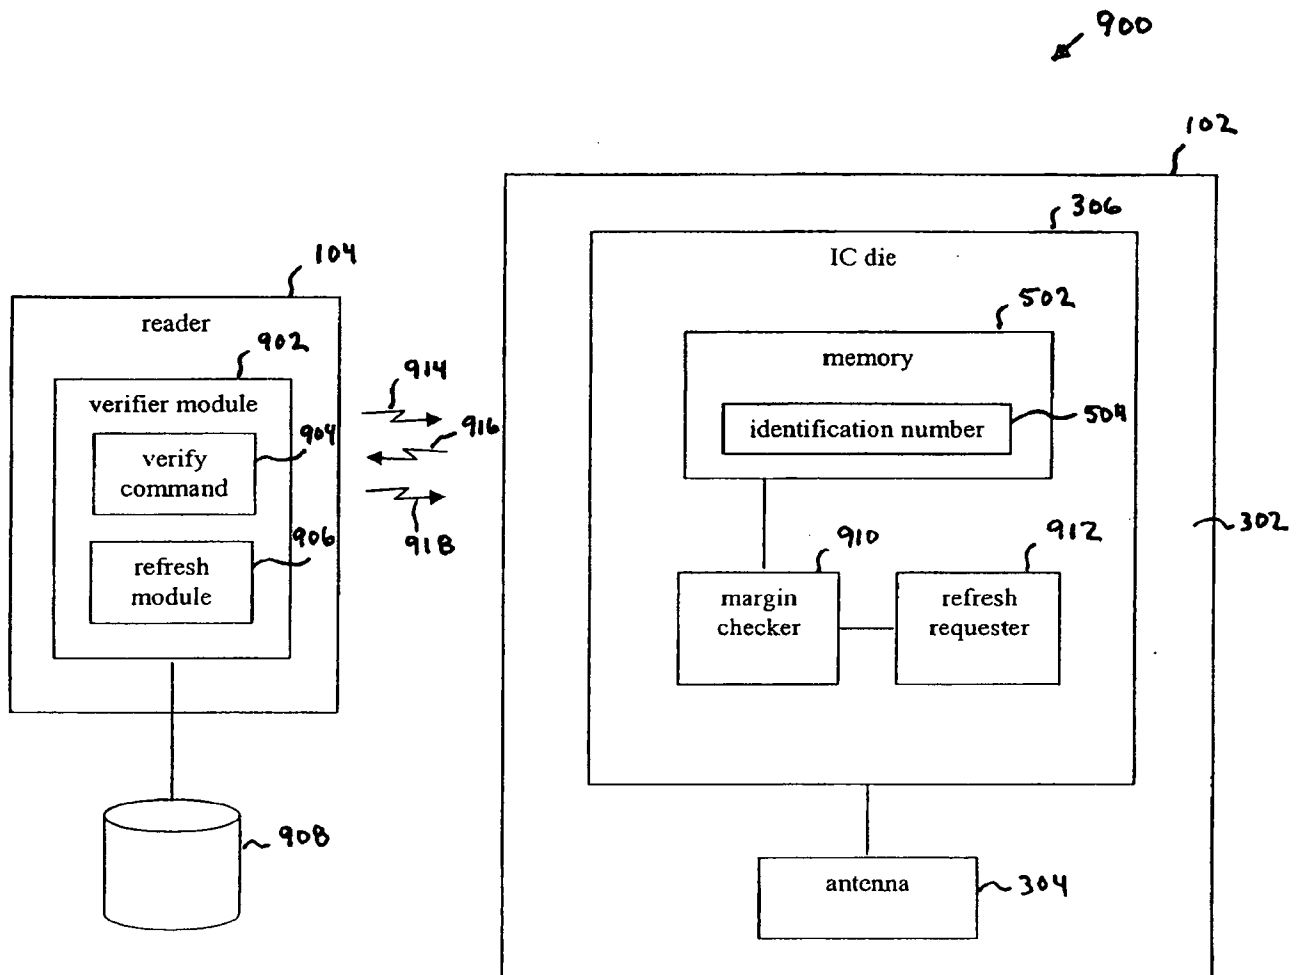 900
102
306
IC die
104
reader
502
memory
902
verifier module
914
504
identification number
904
916
verify
command
918
302
906
910
912
refresh
module
margin
checker
refresh
requester
908
antenna
304